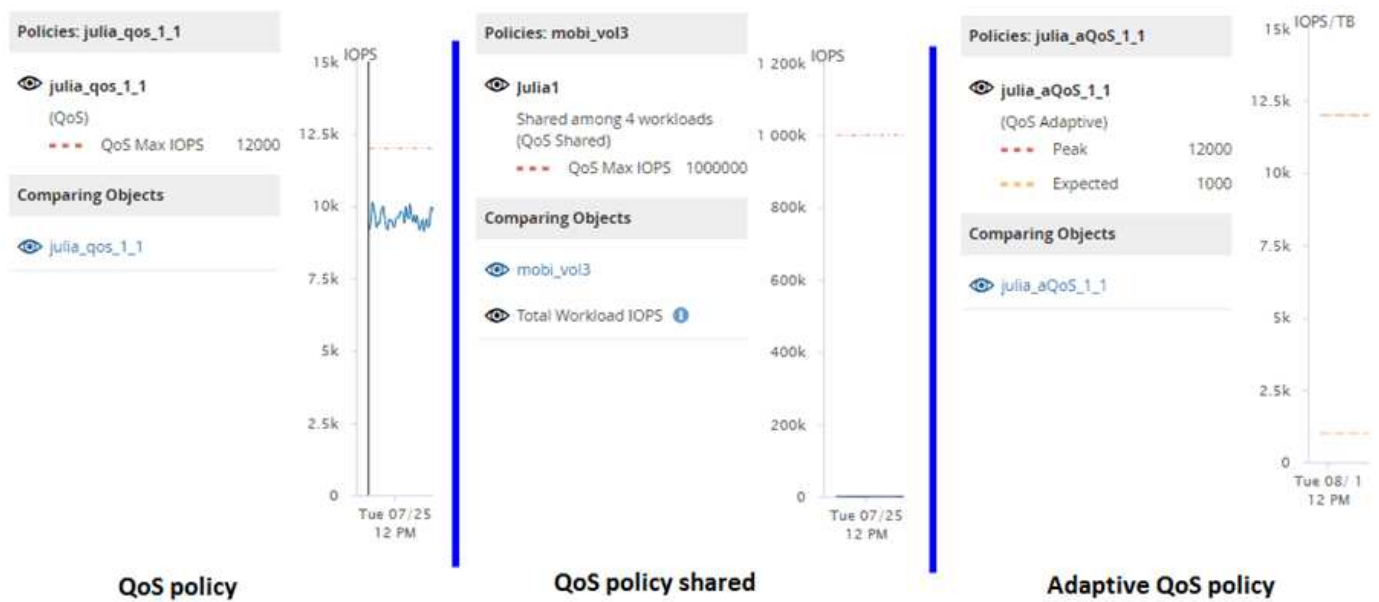 Policies: julia_qos_1_1
julia_qos_1_1
(QoS)
QoS Max IOPS 12000
Comparing Objects
julia_qos_1_1
IOPS
15k
12.5k
10k
7.5k
5k
2.5k
0
Tue 07/25
12 PM
QoS policy
Policies: mobi_vol3
Julia1
Shared among 4 workloads
(QoS Shared)
QoS Max IOPS 1000000
Comparing Objects
mobi_vol3
Total Workload IOPS i
IOPS
1 200k
1 000k
800k
600k
400k
200k
0
Tue 07/25
12 PM
QoS policy shared
Policies: julia_aQoS_1_1
julia_aQoS_1_1
(QoS Adaptive)
Peak 12000
Expected 1000
Comparing Objects
julia_aQoS_1_1
IOPS/TB
15k
12.5k
10k
7.5k
5k
2.5k
0
Tue 08/ 1
12 PM
Adaptive QoS policy